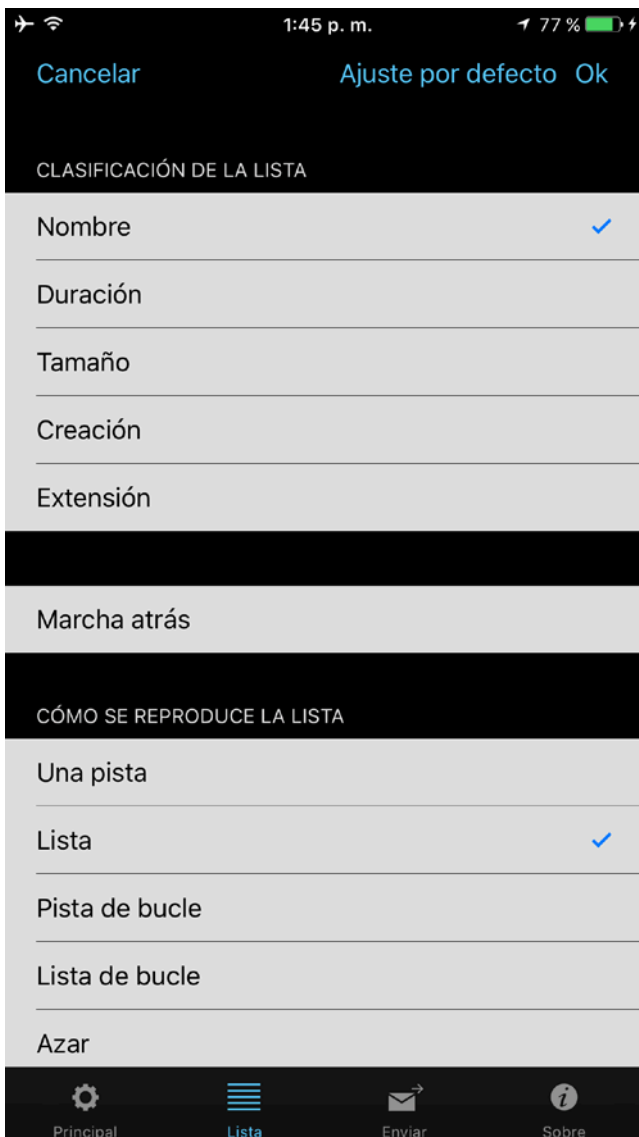 1:45 p. m. 77 %
Cancelar Ajuste por defecto Ok
CLASIFICACIÓN DE LA LISTA
Nombre
Duración
Tamaño
Creación
Extensión
Marcha atrás
CÓMO SE REPRODUCE LA LISTA
Una pista
Lista
Pista de bucle
Lista de bucle
Azar
Principal Lista Enviar Sobre